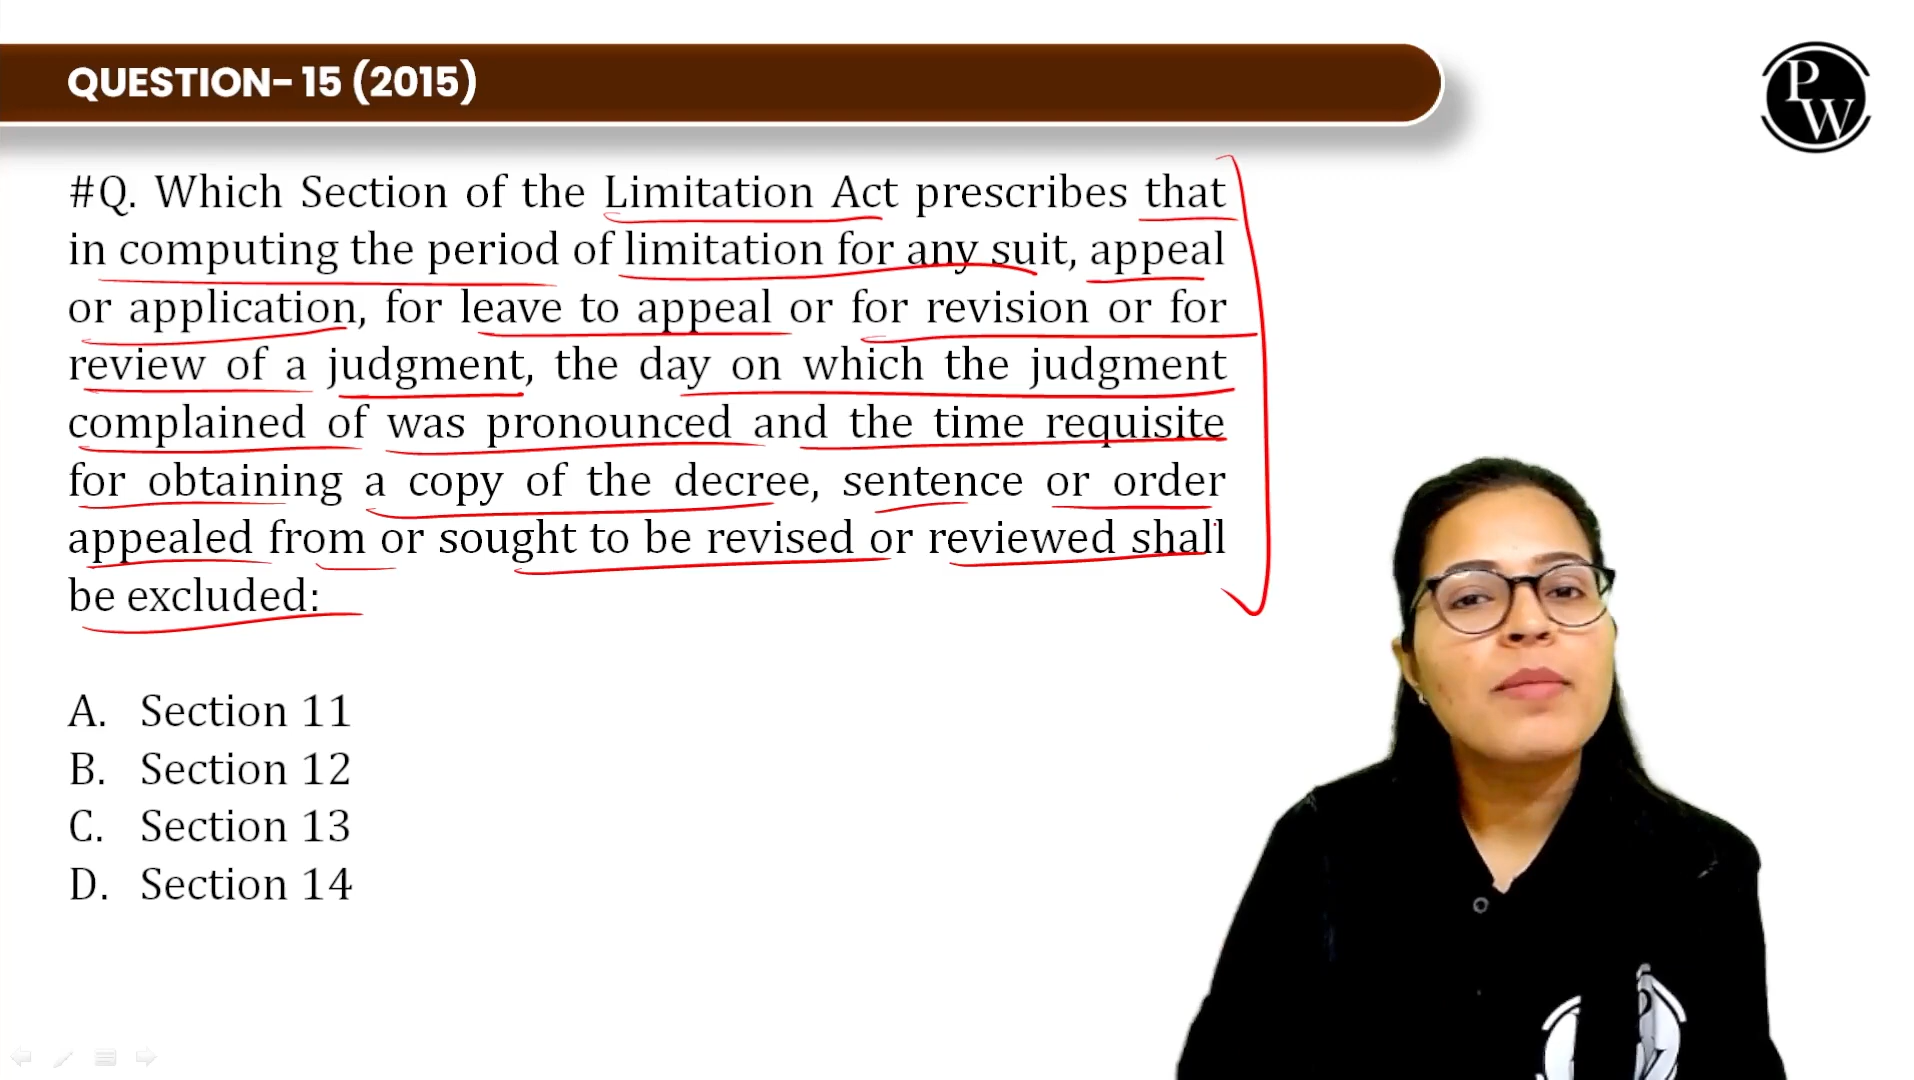 QUESTION- 15 (2015)
PW
#Q. Which Section of the Limitation Act prescribes that
in computing the period of limitation for any suit, appeal
or application, for leave to appeal or for revision or for
review of a judgment, the day on which the judgment
complained of was pronounced and the time requisite
for obtaining a copy of the decree, sentence or order
appealed from or sought to be revised or reviewed shall
be excluded:
A. Section 11
B. Section 12
C. Section 13
D. Section 14